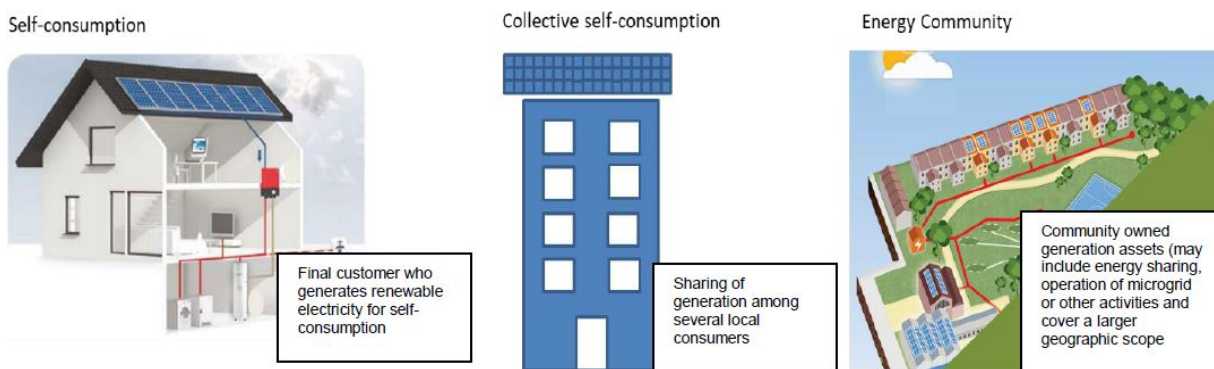 Self-consumption
Collective self-consumption
Energy Community
Final customer who
generates renewable
electricity for self-
consumption
Sharing of
generation among
several local
consumers
Community owned
generation assets (may
include energy sharing,
operation of microgrid
or other activities and
cover a larger
geographic scope